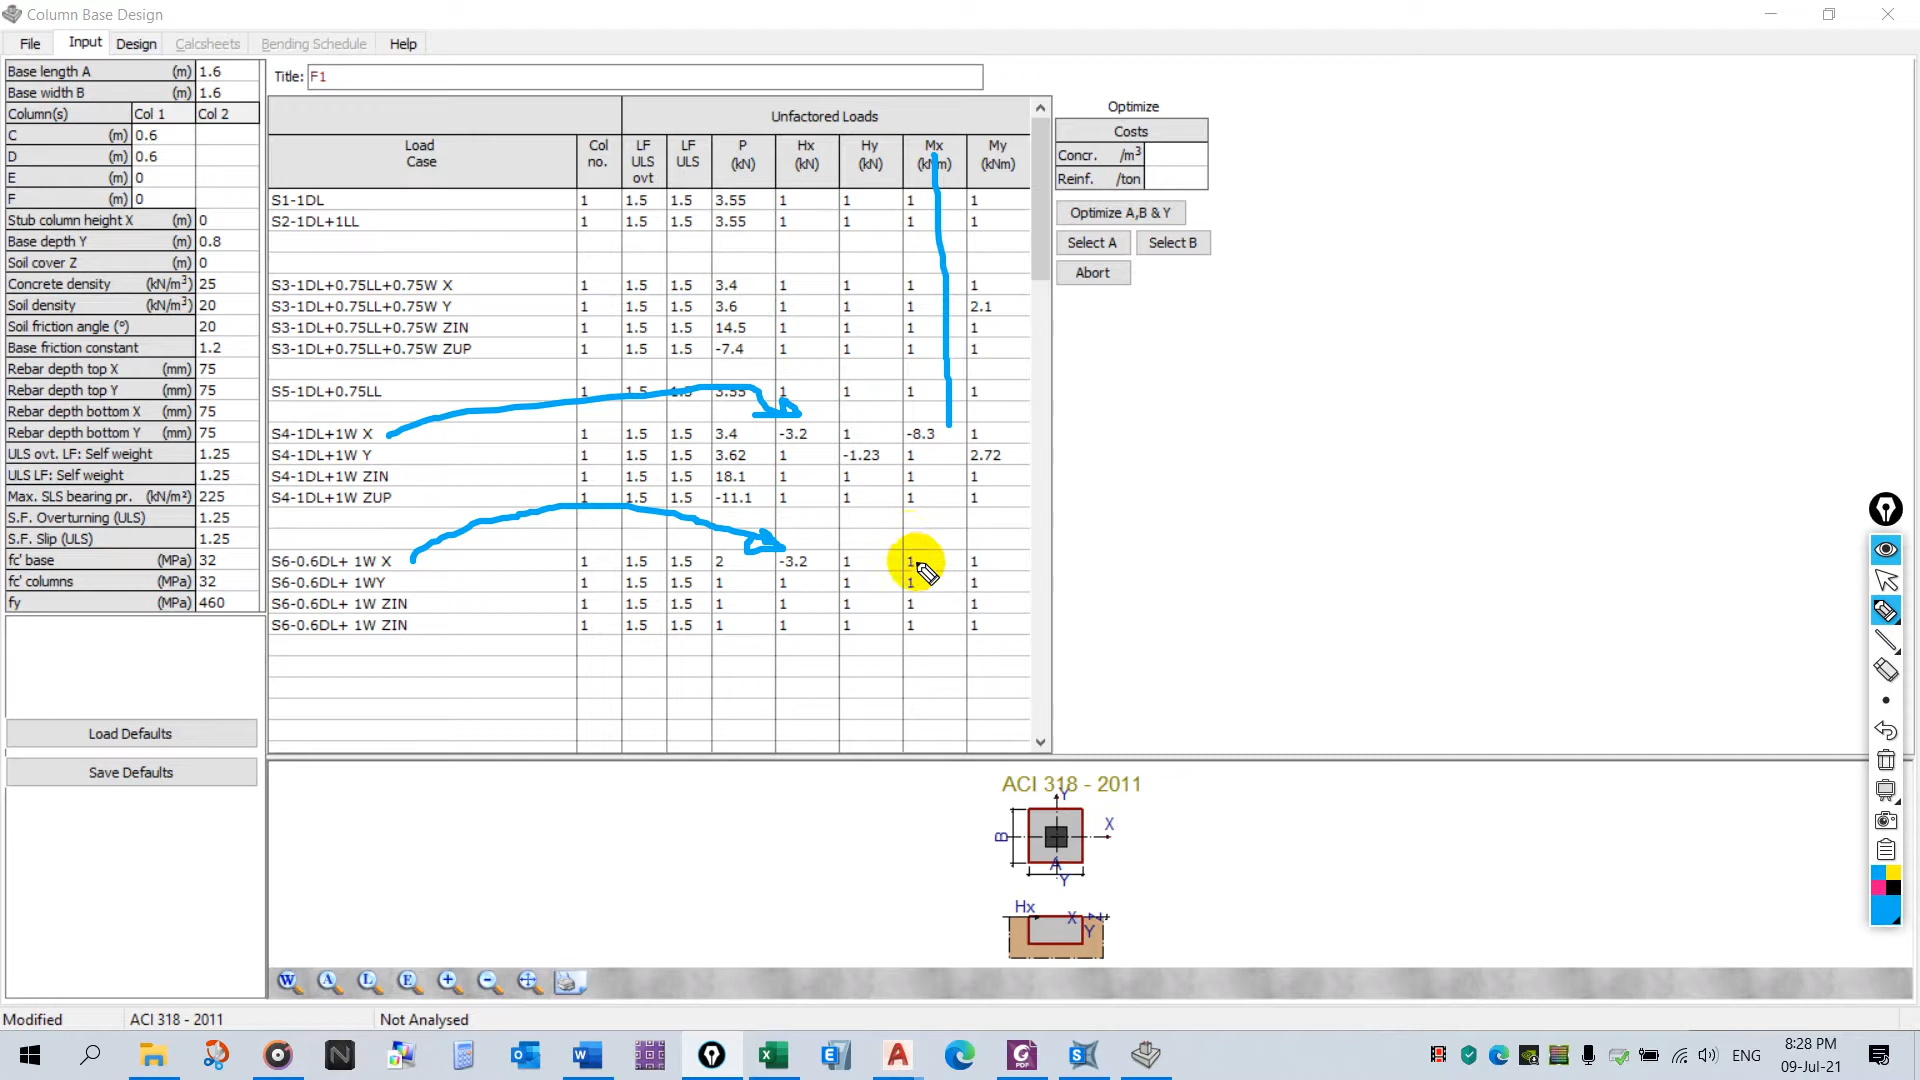 Column Base Design
File Input Design Calcsheets Bending Schedule Help
Base length A (m) 1.6
Base width B (m) 1.6
Column(s) Col 1 Col 2
C (m) 0.6
D (m) 0.6
E (m) 0
F (m) 0
Stub column height X (m) 0
Base depth Y (m) 0.8
Soil cover Z (m) 0
Concrete density (kN/m³) 25
Soil density (kN/m³) 20
Soil friction angle (°) 20
Base friction constant 1.2
Rebar depth top X (mm) 75
Rebar depth top Y (mm) 75
Rebar depth bottom X (mm) 75
Rebar depth bottom Y (mm) 75
ULS ovt. LF: Self weight 1.25
ULS LF: Self weight 1.25
Max. SLS bearing pr. (kN/m²) 225
S.F. Overturning (ULS) 1.25
S.F. Slip (ULS) 1.25
fc' base (MPa) 32
fc' columns (MPa) 32
fy (MPa) 460
Load Defaults
Save Defaults
Title: F1
Unfactored Loads
Load Case Col no. LF ULS ovt LF ULS P (kN) Hx (kN) Hy (kN) Mx (kNm) My (kNm)
S1-1DL 1 1.5 1.5 3.55 1 1 1 1
S2-1DL+1LL 1 1.5 1.5 3.55 1 1 1 1
S3-1DL+0.75LL+0.75W X 1 1.5 1.5 3.4 1 1 1 1
S3-1DL+0.75LL+0.75W Y 1 1.5 1.5 3.6 1 1 1 2.1
S3-1DL+0.75LL+0.75W ZIN 1 1.5 1.5 14.5 1 1 1 1
S3-1DL+0.75LL+0.75W ZUP 1 1.5 1.5 -7.4 1 1 1 1
S5-1DL+0.75LL 1 1.5 1.5 3.55 1 1 1 1
S4-1DL+1W X 1 1.5 1.5 3.4 -3.2 1 -8.3 1
S4-1DL+1W Y 1 1.5 1.5 3.62 1 -1.23 1 2.72
S4-1DL+1W ZIN 1 1.5 1.5 18.1 1 1 1 1
S4-1DL+1W ZUP 1 1.5 1.5 -11.1 1 1 1 1
S6-0.6DL+ 1W X 1 1.5 1.5 2 -3.2 1 1 1
S6-0.6DL+ 1WY 1 1.5 1.5 1 1 1 1 1
S6-0.6DL+ 1W ZIN 1 1.5 1.5 1 1 1 1 1
S6-0.6DL+ 1W ZIN 1 1.5 1.5 1 1 1 1 1
Optimize
Costs
Concr. /m³
Reinf. /ton
Optimize A,B & Y
Select A Select B
Abort
ACI 318 - 2011
Y
B X
A
Y
Hx X Z
Y
W A L E
Modified ACI 318 - 2011 Not Analysed
ENG
8:28 PM
09-Jul-21